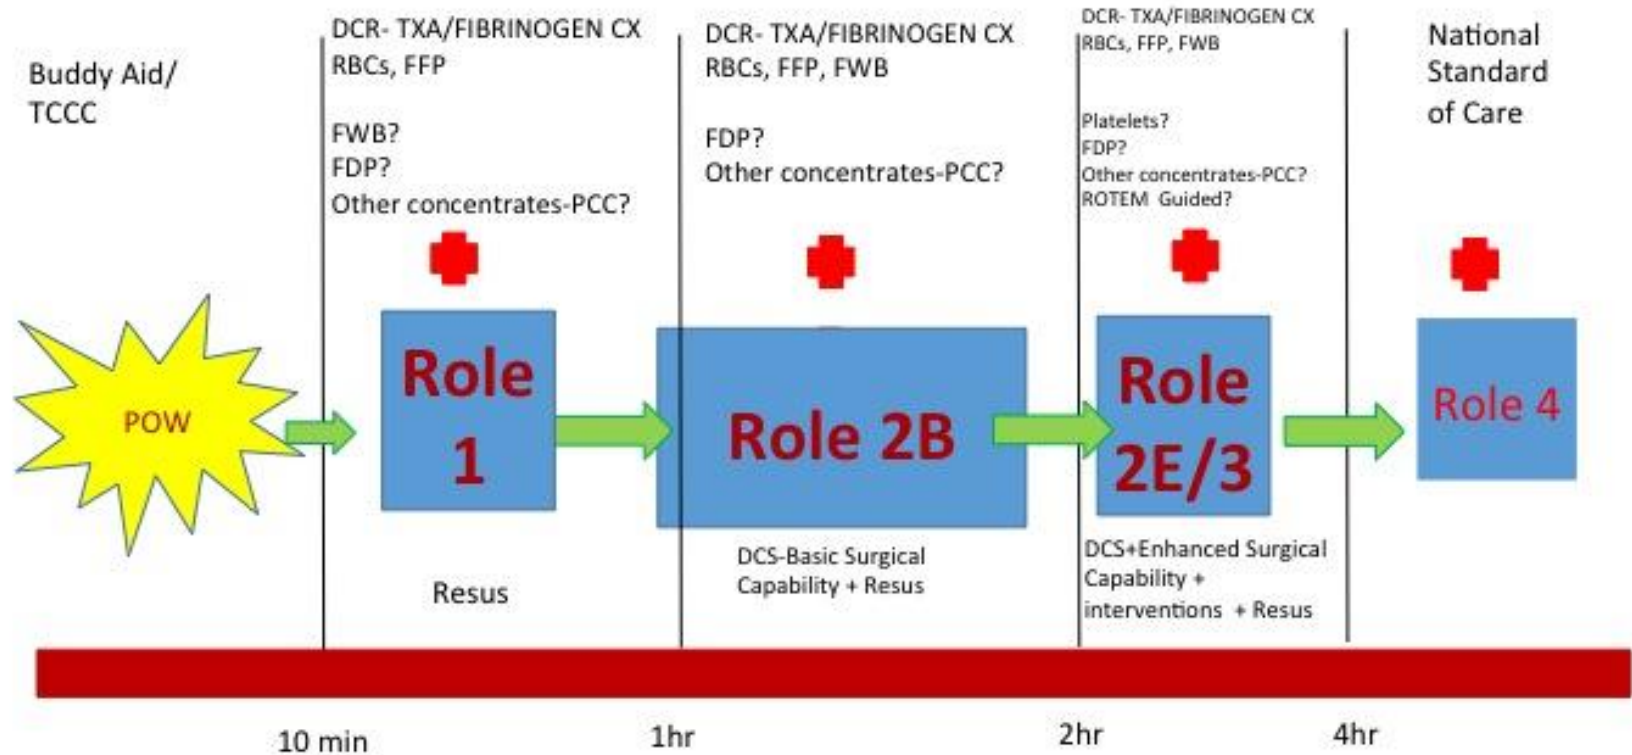 Buddy Aid/
TCCC
DCR- TXA/FIBRINOGEN CX
RBCs, FFP
FWB?
FDP?
Other concentrates-PCC?
DCR- TXA/FIBRINOGEN CX
RBCs, FFP, FWB
FDP?
Other concentrates-PCC?
DCR- TXA/FIBRINOGEN CX
RBCs, FFP, FWB
Platelets?
FDP?
Other concentrates-PCC?
ROTEM Guided?
National
Standard
of Care
POW
Role
1
Role 2B
Role
2E/3
Role 4
Resus
DCS-Basic Surgical
Capability + Resus
DCS+Enhanced Surgical
Capability +
interventions + Resus
10 min
1hr
2hr
4hr